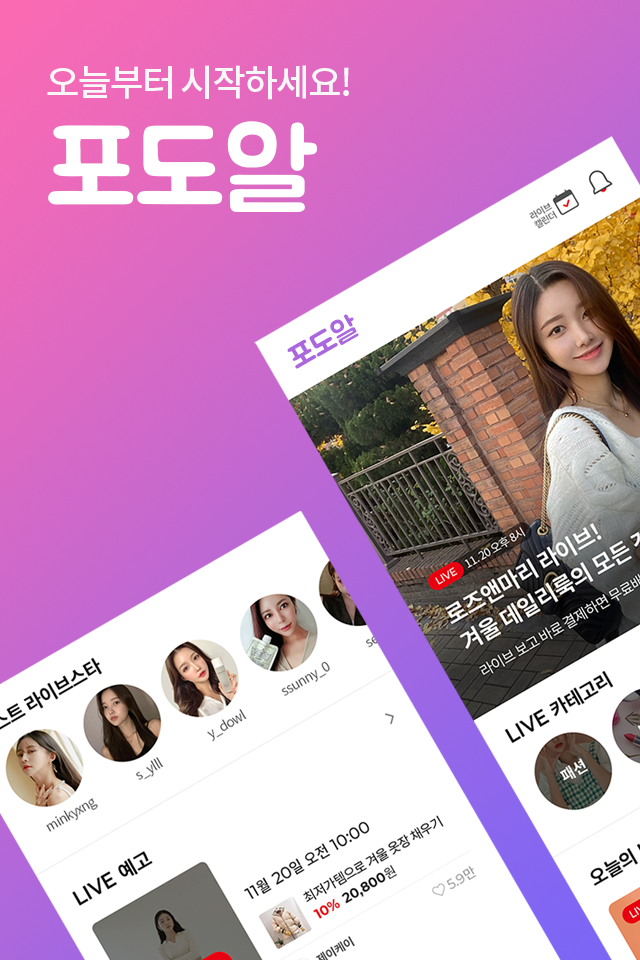 오늘부터 시작하세요!
포도알
라이브
캘린더
포도알
LIVE 11. 20 오후 8시
로즈앤마리 라이브!
겨울 데일리룩의 모든
라이브 보고 바로 결제하면 무료배
LIVE 카테고리
패션
오늘의
LI
스트 라이브스타
minkyxng
s_ylll
y_dowl
ssunny_0
se
LIVE 예고
11월 20일 오전 10:00
최저가템으로 겨울 옷장 채우기
10% 20,800원
5.9만
제이케이